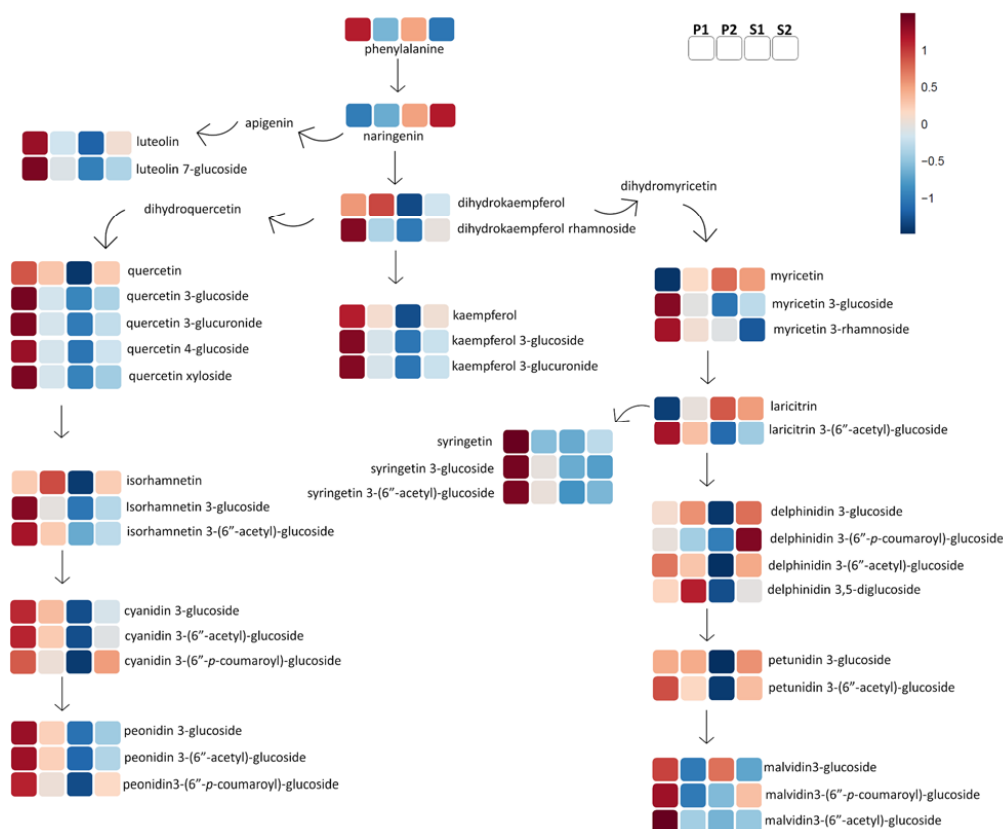 P1 P2 S1 S2
phenylalanine
1
0.5
0
−0.5
−1
naringenin
apigenin
luteolin
luteolin 7-glucoside
dihydroquercetin
dihydrokaempferol
dihydrokaempferol rhamnoside
dihydromyricetin
quercetin
quercetin 3-glucoside
quercetin 3-glucuronide
quercetin 4-glucoside
quercetin xyloside
kaempferol
kaempferol 3-glucoside
kaempferol 3-glucuronide
myricetin
myricetin 3-glucoside
myricetin 3-rhamnoside
laricitrin
laricitrin 3-(6″-acetyl)-glucoside
syringetin
syringetin 3-glucoside
syringetin 3-(6″-acetyl)-glucoside
isorhamnetin
Isorhamnetin 3-glucoside
isorhamnetin 3-(6″-acetyl)-glucoside
delphinidin 3-glucoside
delphinidin 3-(6″-p-coumaroyl)-glucoside
delphinidin 3-(6″-acetyl)-glucoside
delphinidin 3,5-diglucoside
cyanidin 3-glucoside
cyanidin 3-(6″-acetyl)-glucoside
cyanidin 3-(6″-p-coumaroyl)-glucoside
petunidin 3-glucoside
petunidin 3-(6″-acetyl)-glucoside
peonidin 3-glucoside
peonidin 3-(6″-acetyl)-glucoside
peonidin3-(6″-p-coumaroyl)-glucoside
malvidin3-glucoside
malvidin3-(6″-p-coumaroyl)-glucoside
malvidin3-(6″-acetyl)-glucoside